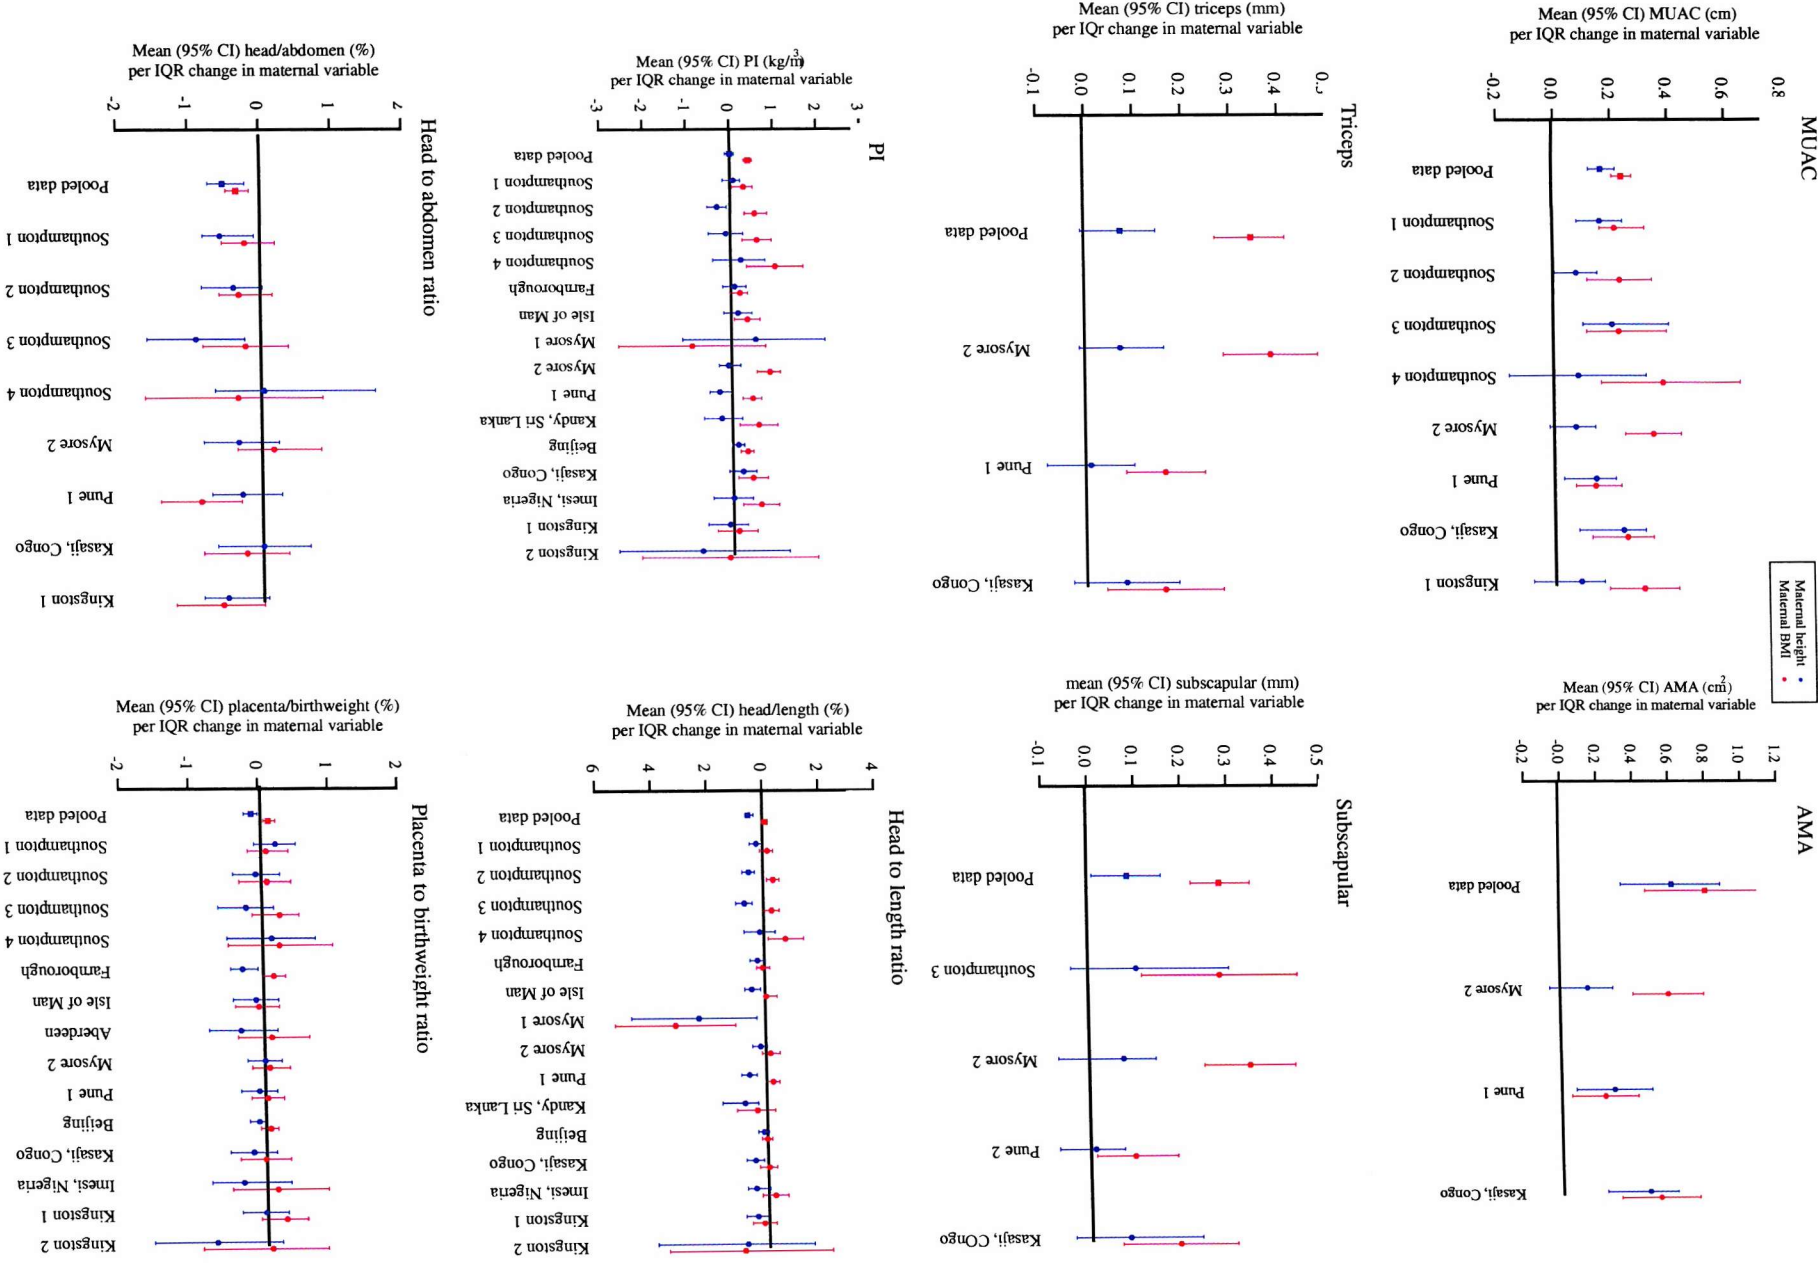 MUAC
Mean (95% CI) MUAC (cm)
per IQR change in maternal variable
-0.2
0.0
0.2
0.4
0.6
0.8
Pooled data
Southampton 1
Southampton 2
Southampton 3
Southampton 4
Mysore 2
Pune 1
Kasaji, Congo
Kingston 1
Maternal height
Maternal BMI
AMA
Mean (95% CI) AMA (cm2)
per IQR change in maternal variable
-0.2
-0.0
0.2
0.4
0.6
0.8
1.0
1.2
Pooled data
Mysore 2
Pune 1
Kasaji, Congo
Triceps
Mean (95% CI) triceps (mm)
per IQr change in maternal variable
-0.1
0.0
0.1
0.2
0.3
0.4
Pooled data
Mysore 2
Pune 1
Kasaji, Congo
Subscapular
mean (95% CI) subscapular (mm)
per IQR change in maternal variable
-0.1
0.0
0.1
0.2
0.3
0.4
0.5
Pooled data
Southampton 3
Mysore 2
Pune 2
Kasaji, COngo
PI
Mean (95% CI) PI (kg/m3)
per IQR change in maternal variable
-3
-2
-1
0
1
2
3
Pooled data
Southampton 1
Southampton 2
Southampton 3
Southampton 4
Farnborough
Isle of Man
Mysore 1
Mysore 2
Pune 1
Kandy, Sri Lanka
Beijing
Kasaji, Congo
Imesi, Nigeria
Kingston 1
Kingston 2
Head to length ratio
Mean (95% CI) head/length (%)
per IQR change in maternal variable
6
4
2
0
2
4
Pooled data
Southampton 1
Southampton 2
Southampton 3
Southampton 4
Farnborough
Isle of Man
Mysore 1
Mysore 2
Pune 1
Kandy, Sri Lanka
Beijing
Kasaji, Congo
Imesi, Nigeria
Kingston 1
Kingston 2
Head to abdomen ratio
Mean (95% CI) head/abdomen (%)
per IQR change in maternal variable
-2
-1
0
1
2
Pooled data
Southampton 1
Southampton 2
Southampton 3
Southampton 4
Mysore 2
Pune 1
Kasaji, Congo
Kingston 1
Placenta to birthweight ratio
Mean (95% CI) placenta/birthweight (%)
per IQR change in maternal variable
-2
-1
0
1
2
Pooled data
Southampton 1
Southampton 2
Southampton 3
Southampton 4
Farnborough
Isle of Man
Aberdeen
Mysore 2
Pune 1
Beijing
Kasaji, Congo
Imesi, Nigeria
Kingston 1
Kingston 2